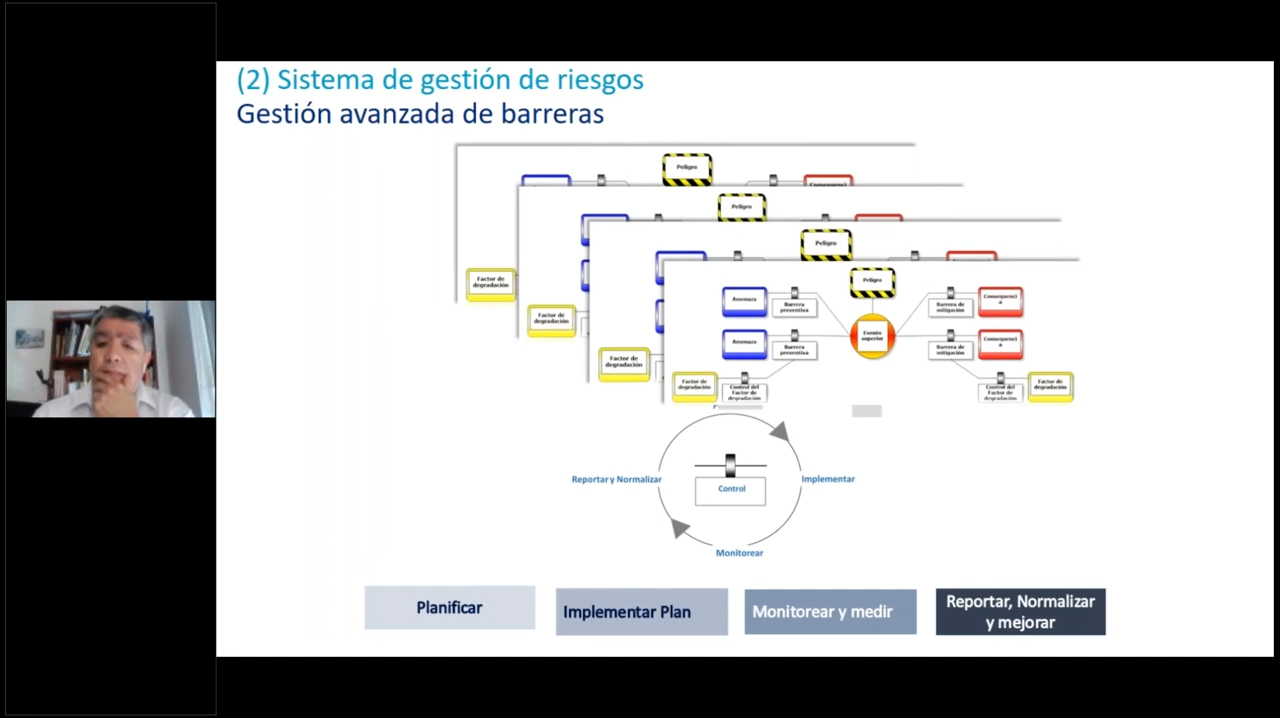 (2) Sistema de gestión de riesgos
Gestión avanzada de barreras
Peligro
Peligro
Peligro
Peligro
Factor de
degradación
Factor de
degradación
Factor de
degradación
Amenaza
Barrera
preventiva
Evento
superior
Barrera de
mitigación
Consequenci
a
Amenaza
Barrera
preventiva
Barrera de
mitigación
Consequenci
a
Factor de
degradación
Control del
Factor de
degradación
Control del
Factor de
degradación
Factor de
degradación
Reportar y Normalizar
Control
Implementar
Monitorear
Planificar
Implementar Plan
Monitorear y medir
Reportar, Normalizar
y mejorar